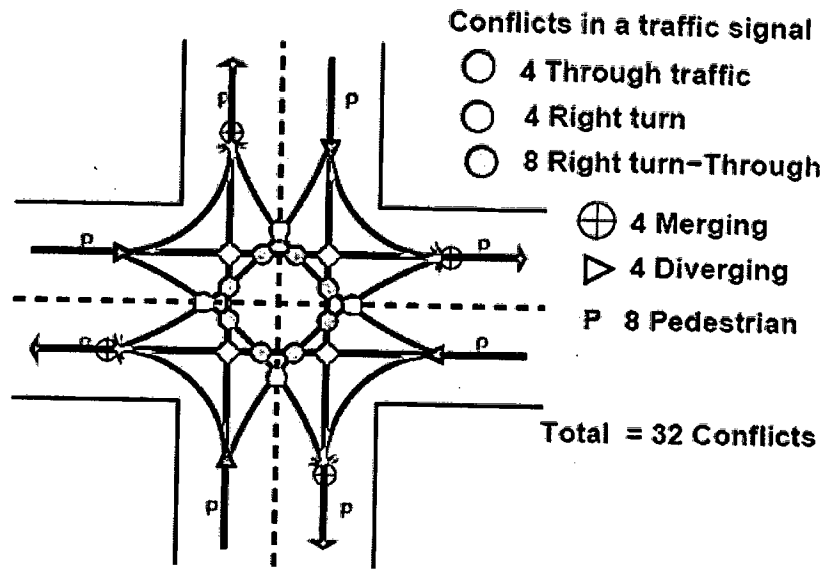 Conflicts in a traffic signal
4 Through traffic
4 Right turn
8 Right turn-Through
4 Merging
4 Diverging
P 8 Pedestrian
Total = 32 Conflicts
P
P
P
P
P
P
P
P